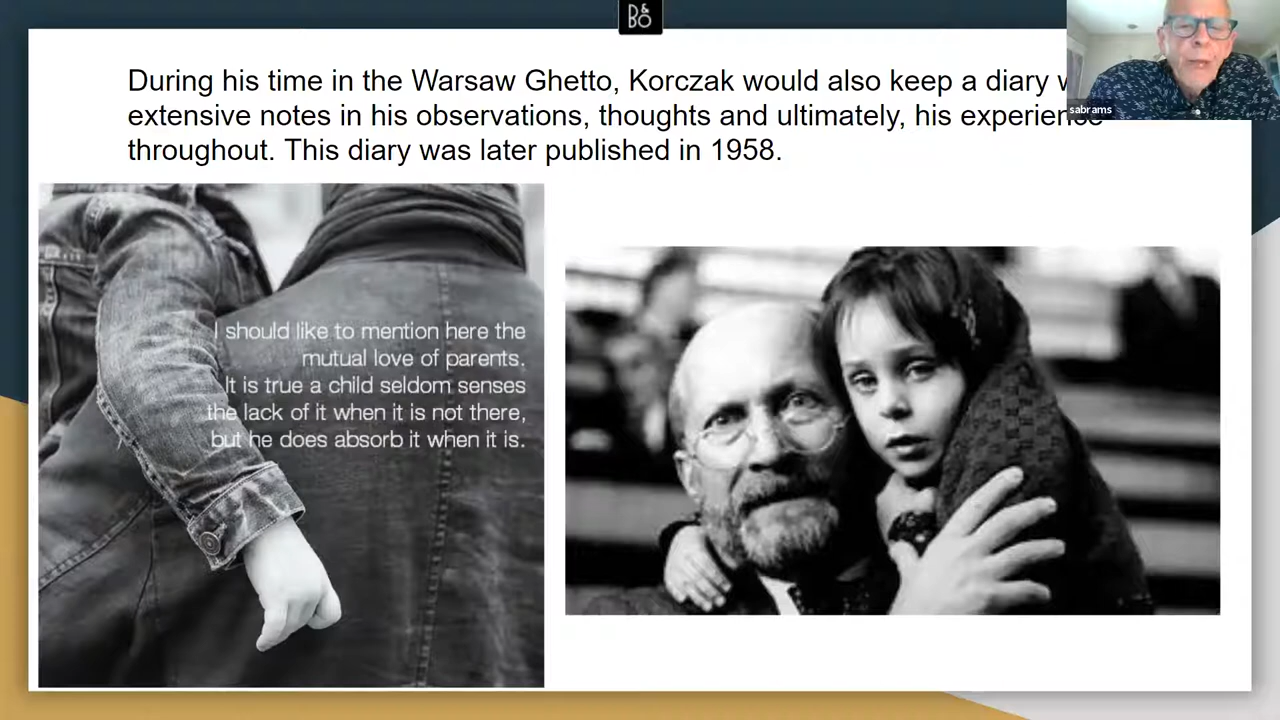 B&
BO
During his time in the Warsaw Ghetto, Korczak would also keep a diary
extensive notes in his observations, thoughts and ultimately, his experience
throughout. This diary was later published in 1958.
sabrams
I should like to mention here the
mutual love of parents.
It is true a child seldom senses
the lack of it when it is not there,
but he does absorb it when it is.